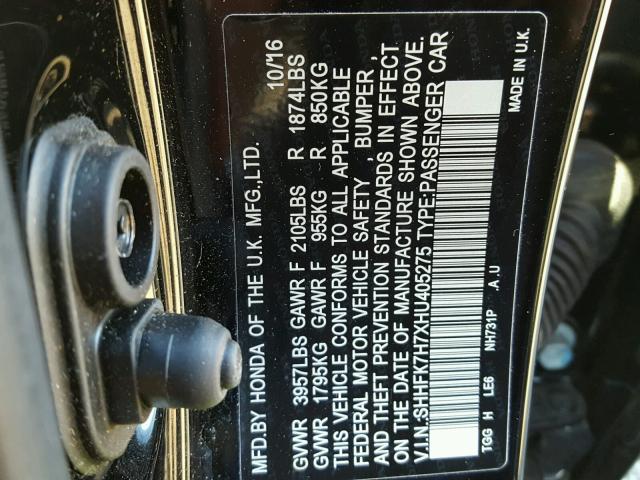 MFD.BY HONDA OF THE U.K. MFG.,LTD. 10/16
GVWR 3957LBS GAWR F 2105LBS R 1874LBS
GVWR 1795KG GAWR F 955KG R 850KG
THIS VEHICLE CONFORMS TO ALL APPLICABLE
FEDERAL MOTOR VEHICLE SAFETY , BUMPER ,
AND THEFT PREVENTION STANDARDS IN EFFECT
ON THE DATE OF MANUFACTURE SHOWN ABOVE.
V.I.N.:SHHFK7H7XHU405275 TYPE:PASSENGER CAR
TGG H LE6 NH731P A.U MADE IN U.K.